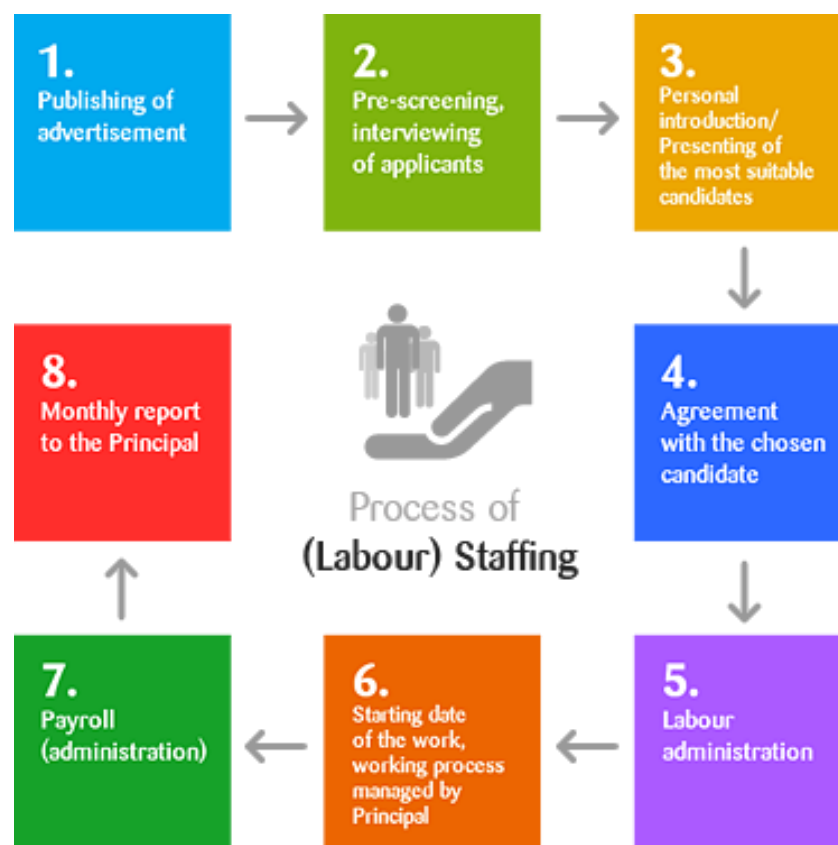 1.
Publishing of
advertisement
2.
Pre-screening,
interviewing
of applicants
3.
Personal
introduction/
Presenting of
the most suitable
candidates
4.
Agreement
with the chosen
candidate
5.
Labour
administration
6.
Starting date
of the work,
working process
managed by
Principal
7.
Payroll
(administration)
8.
Monthly report
to the Principal
Process of
(Labour) Staffing